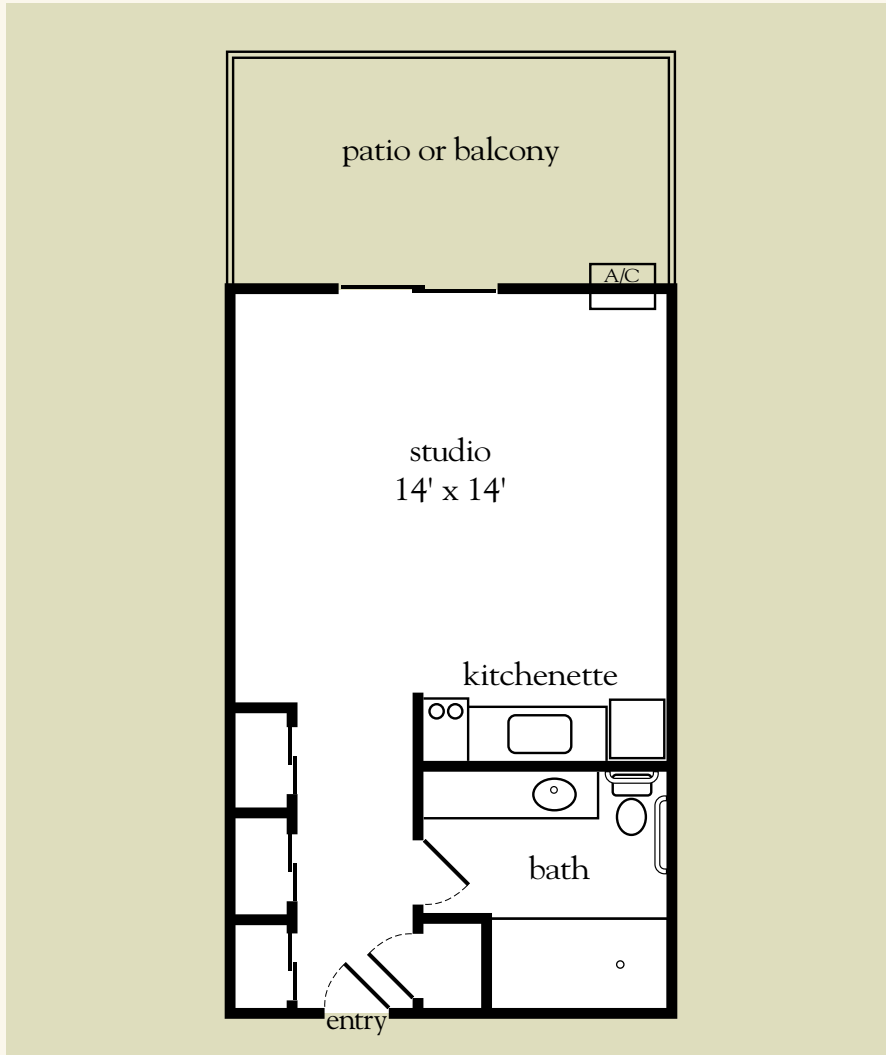 patio or balcony
A/C
studio
14' x 14'
kitchenette
bath
entry